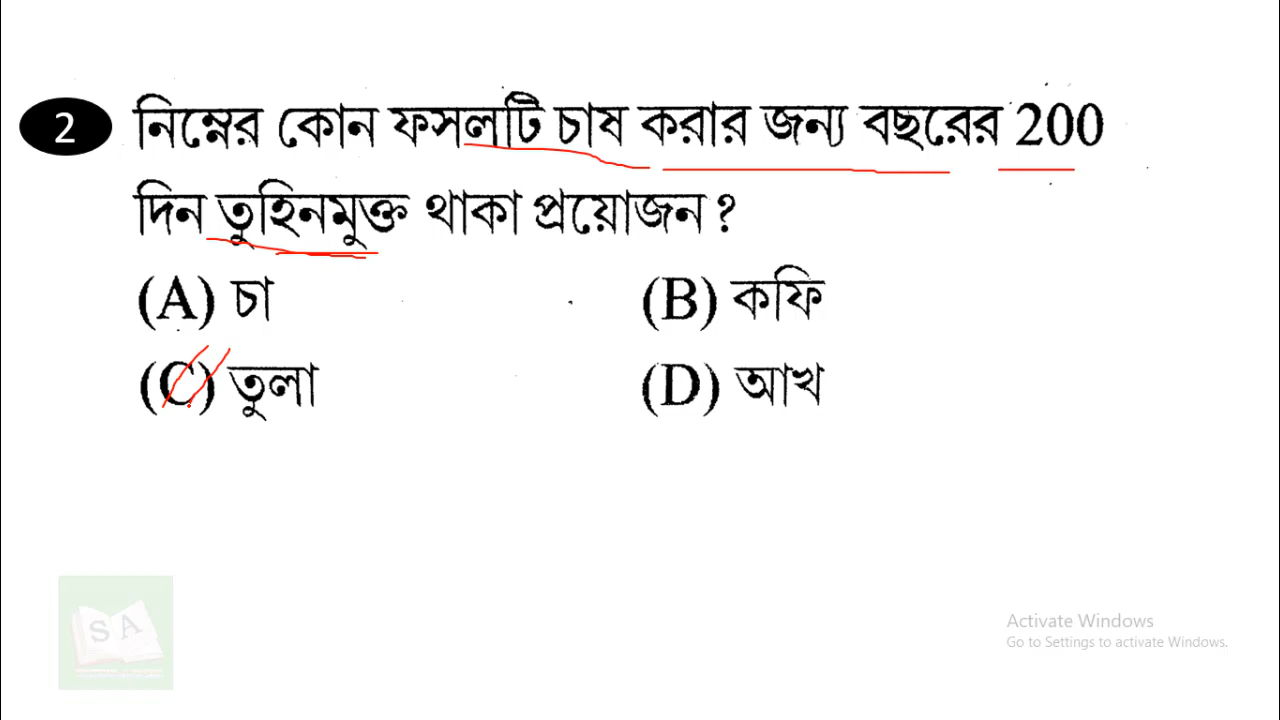 2 নিম্নের কোন ফসলটি চাষ করার জন্য বছরের 200
দিন তুহিনমুক্ত থাকা প্রয়োজন?
(A) চা (B) কফি
(C) তুলা (D) আখ
S A
Activate Windows
Go to Settings to activate Windows.